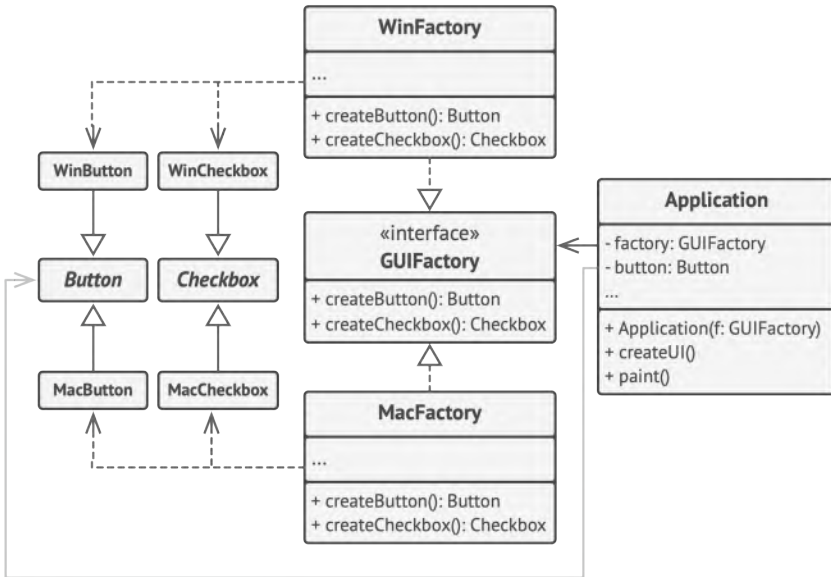 WinFactory
...
+ createButton(): Button
+ createCheckbox(): Checkbox
WinButton
WinCheckbox
Button
Checkbox
MacButton
MacCheckbox
«interface»
GUIFactory
+ createButton(): Button
+ createCheckbox(): Checkbox
Application
- factory: GUIFactory
- button: Button
...
+ Application(f: GUIFactory)
+ createUI()
+ paint()
MacFactory
...
+ createButton(): Button
+ createCheckbox(): Checkbox